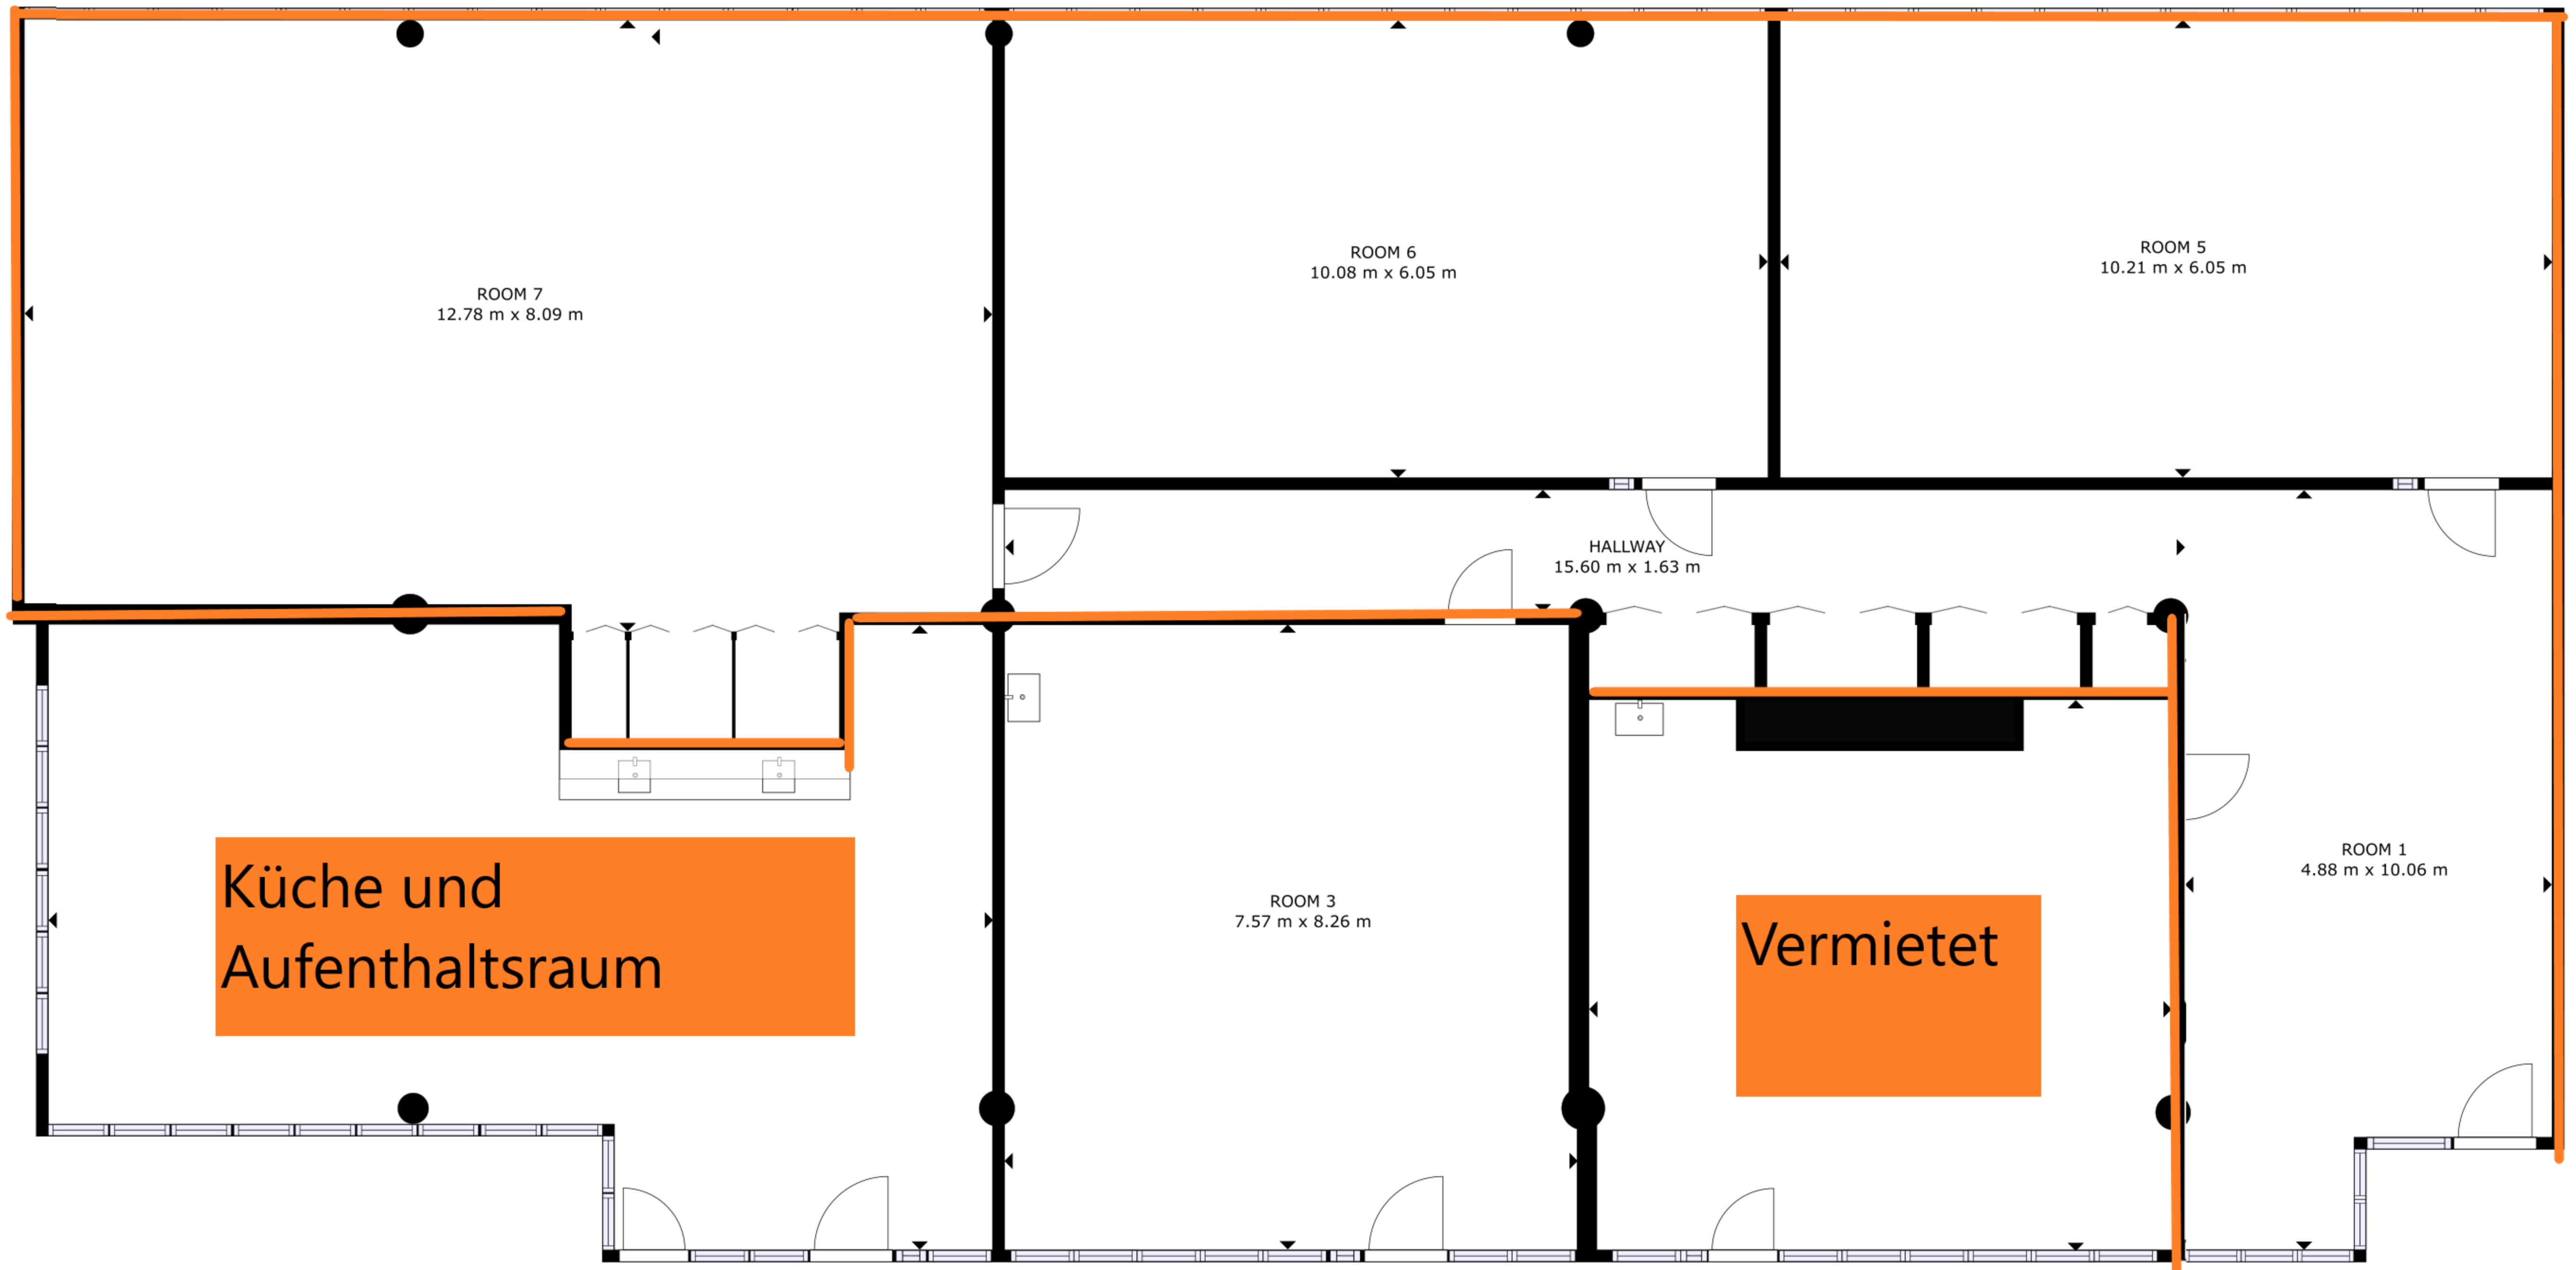 ROOM 7
12.78 m x 8.09 m
ROOM 6
10.08 m x 6.05 m
ROOM 5
10.21 m x 6.05 m
HALLWAY
15.60 m x 1.63 m
Küche und
Aufenthaltsraum
ROOM 3
7.57 m x 8.26 m
Vermietet
ROOM 1
4.88 m x 10.06 m